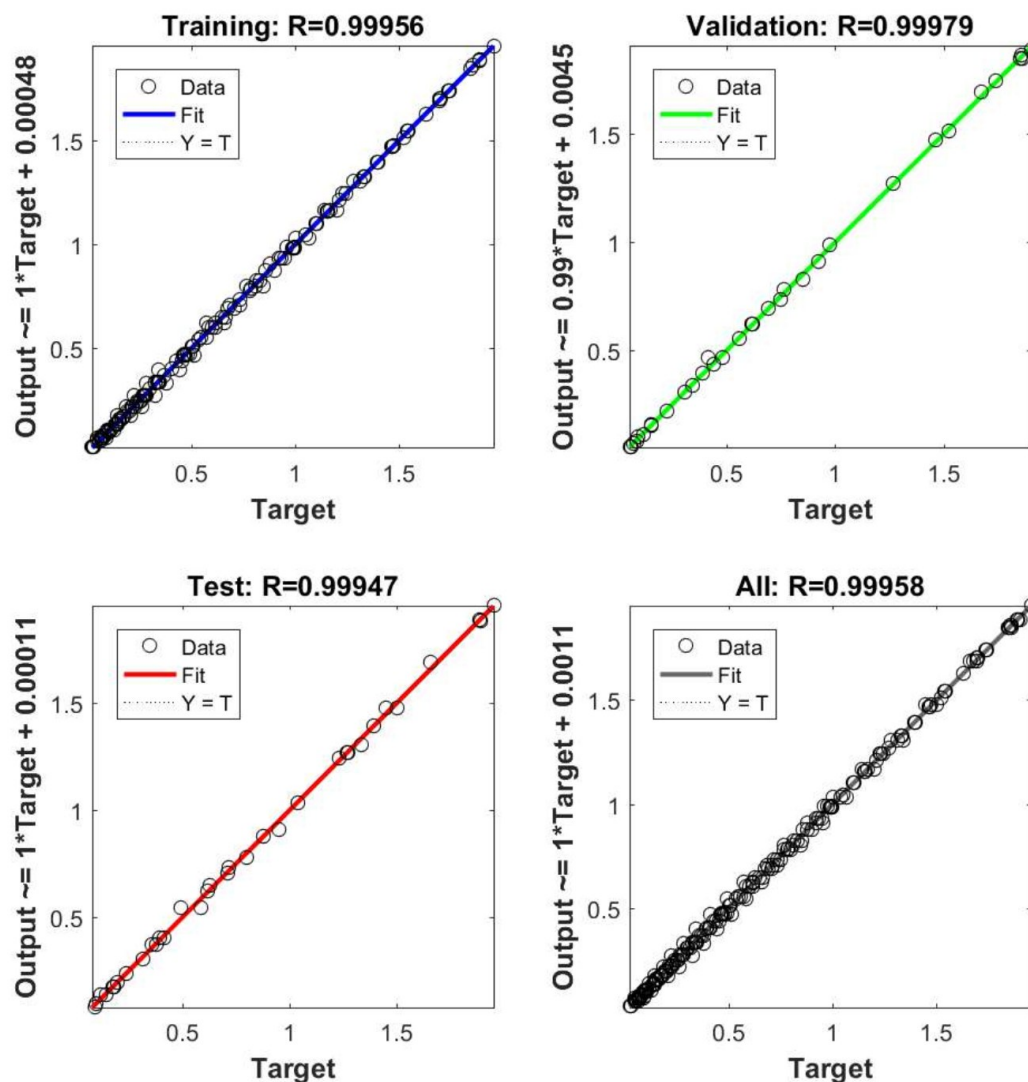 Training: R=0.99956
Output ~= 1*Target + 0.00048
Data
Fit
Y = T
1.5
1
0.5
0.5
1
1.5
Target
Validation: R=0.99979
Output ~= 0.99*Target + 0.0045
Data
Fit
Y = T
1.5
1
0.5
0.5
1
1.5
Target
Test: R=0.99947
Output ~= 1*Target + 0.00011
Data
Fit
Y = T
1.5
1
0.5
0.5
1
1.5
Target
All: R=0.99958
Output ~= 1*Target + 0.0011
Data
Fit
Y = T
1.5
1
0.5
0.5
1
1.5
Target